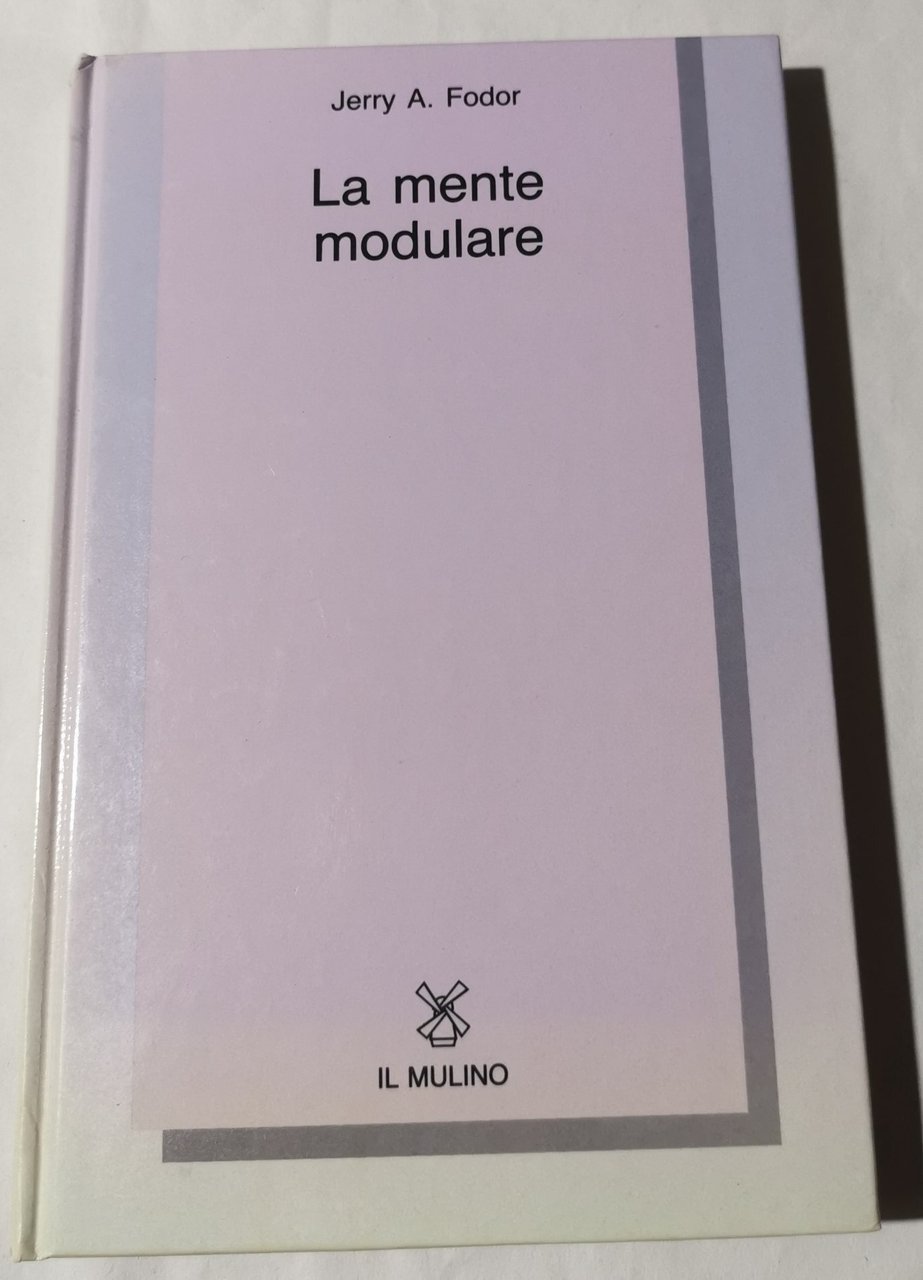 Jerry A. Fodor
La mente
modulare
IL MULINO